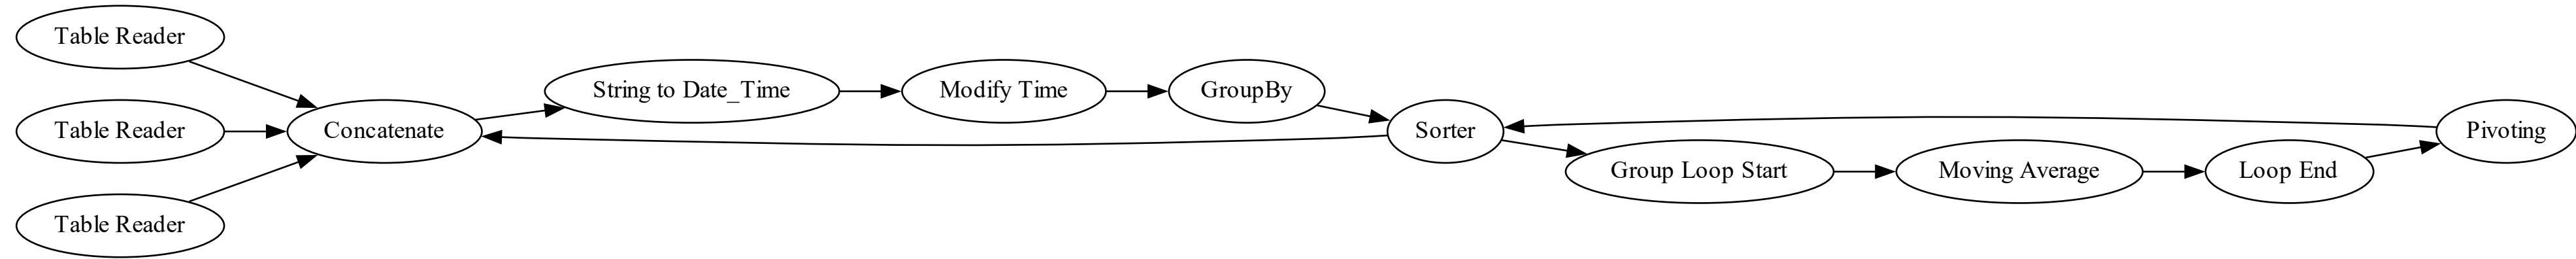 Table Reader
Table Reader
Table Reader
Concatenate
String to Date_Time
Modify Time
GroupBy
Sorter
Group Loop Start
Moving Average
Loop End
Pivoting